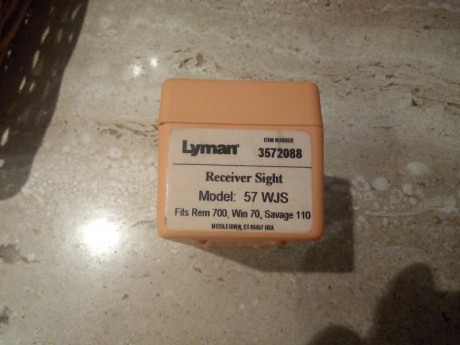 Lyman
ITEM NUMBER
3572088
Receiver Sight
Model: 57 WJS
Fits Rem 700, Win 70, Savage 110
MIDDLETOWN, CT 06457 USA